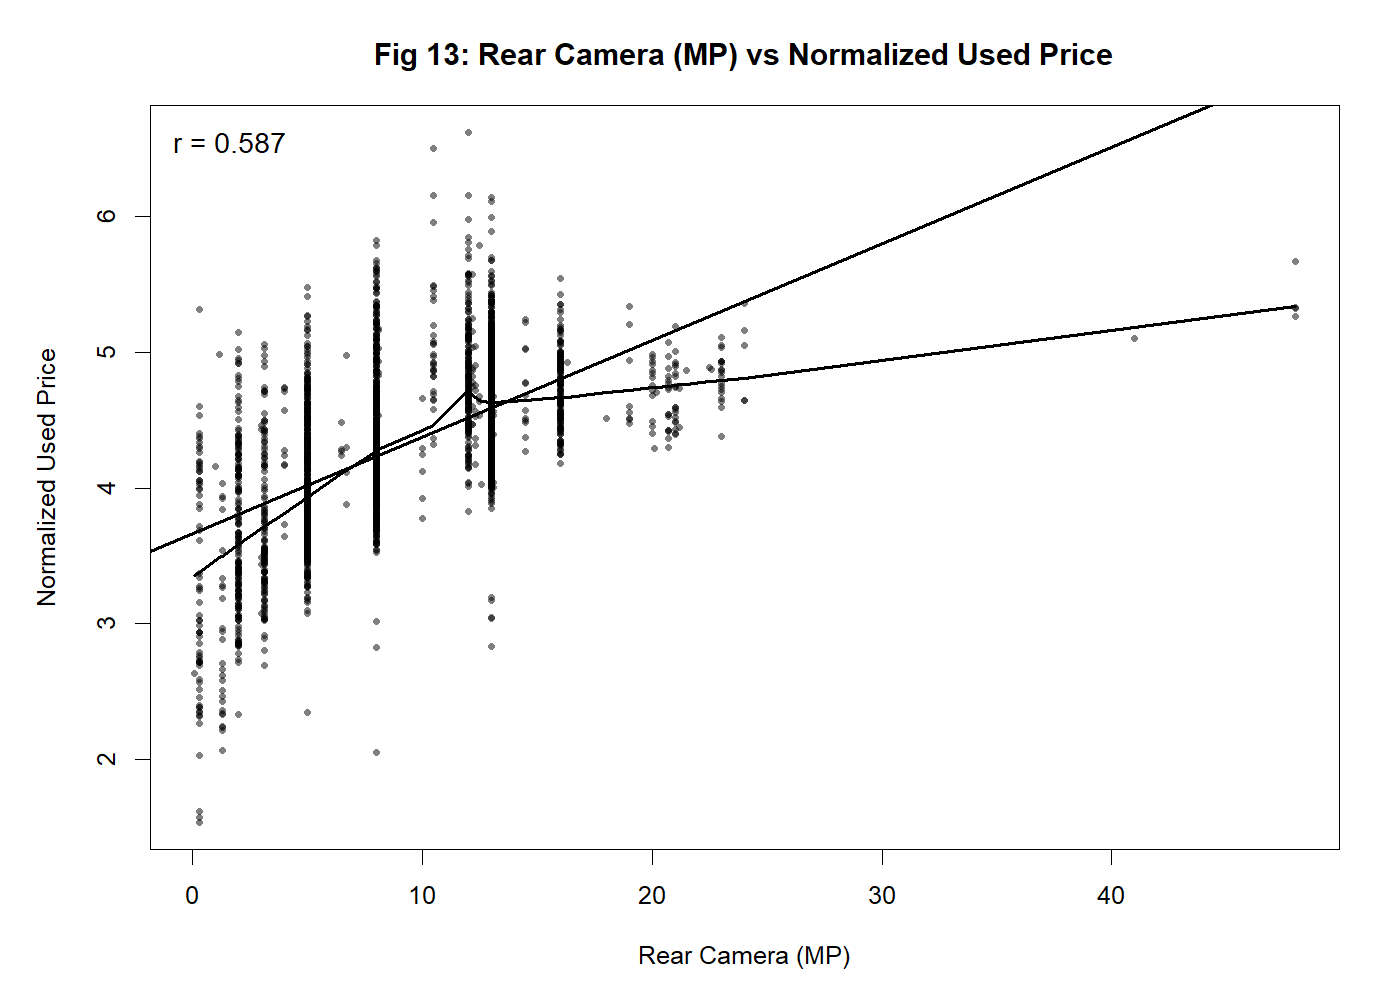 Fig 13: Rear Camera (MP) vs Normalized Used Price
r = 0.587
Normalized Used Price
6
5
4
3
2
0 10 20 30 40
Rear Camera (MP)